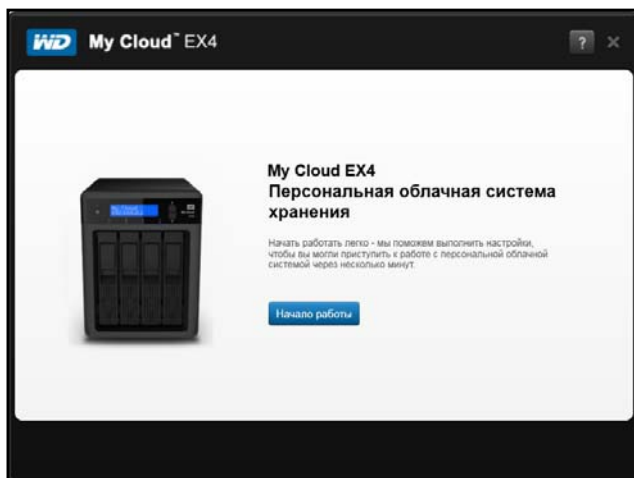 WD My Cloud™ EX4
?
My Cloud EX4
Персональная облачная система
хранения
Начать работать легко - мы поможем выполнить настройки,
чтобы вы могли приступить к работе с персональной облачной
системой через несколько минут.
Начало работы